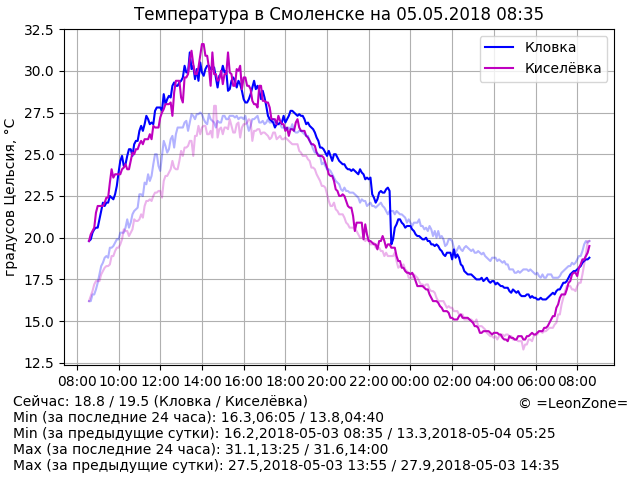 Температура в Смоленске на 05.05.2018 08:35
32.5
30.0
27.5
25.0
22.5
20.0
17.5
15.0
12.5
градусов Цельсия, °C
Кловка
Киселёвка
08:00 10:00 12:00 14:00 16:00 18:00 20:00 22:00 00:00 02:00 04:00 06:00 08:00
Сейчас: 18.8 / 19.5 (Кловка / Киселёвка)
© =LeonZone=
Min (за последние 24 часа): 16.3,06:05 / 13.8,04:40
Min (за предыдущие сутки): 16.2,2018-05-03 08:35 / 13.3,2018-05-04 05:25
Max (за последние 24 часа): 31.1,13:25 / 31.6,14:00
Max (за предыдущие сутки): 27.5,2018-05-03 13:55 / 27.9,2018-05-03 14:35